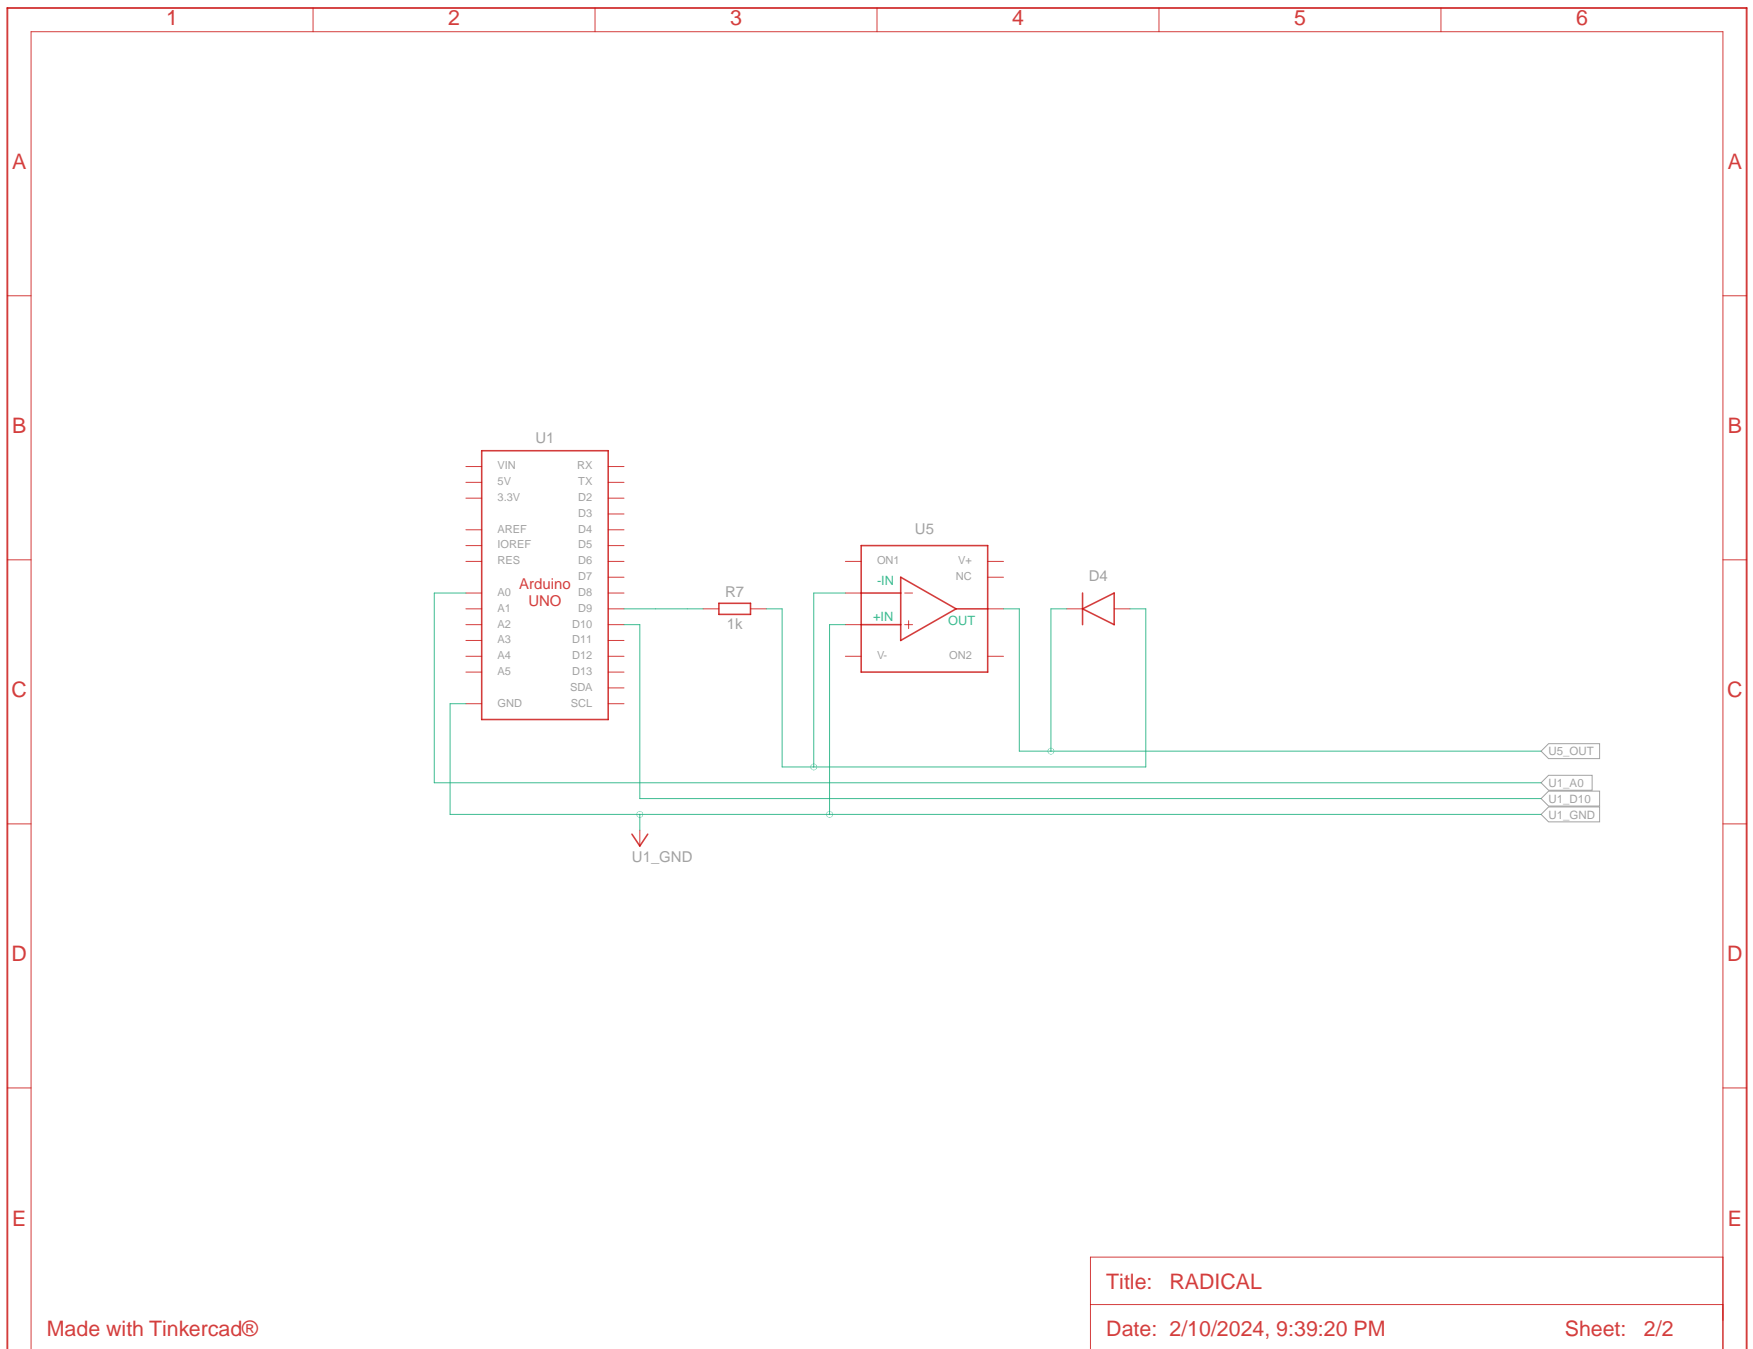 1 2 3 4 5 6
A A
B B
U1
VIN RX
5V TX
3.3V D2
D3
AREF D4
IOREF D5
RES D6
D7
A0 Arduino D8
A1 UNO D9
A2 D10
A3 D11
A4 D12
A5 D13
SDA
GND SCL
R7
1k
U5
ON1 V+
-IN NC
− 
+IN + OUT
V- ON2
D4
C C
U5_OUT
U1_A0
U1_D10
U1_GND
U1_GND
D D
E E
Title: RADICAL
Made with Tinkercad® Date: 2/10/2024, 9:39:20 PM Sheet: 2/2